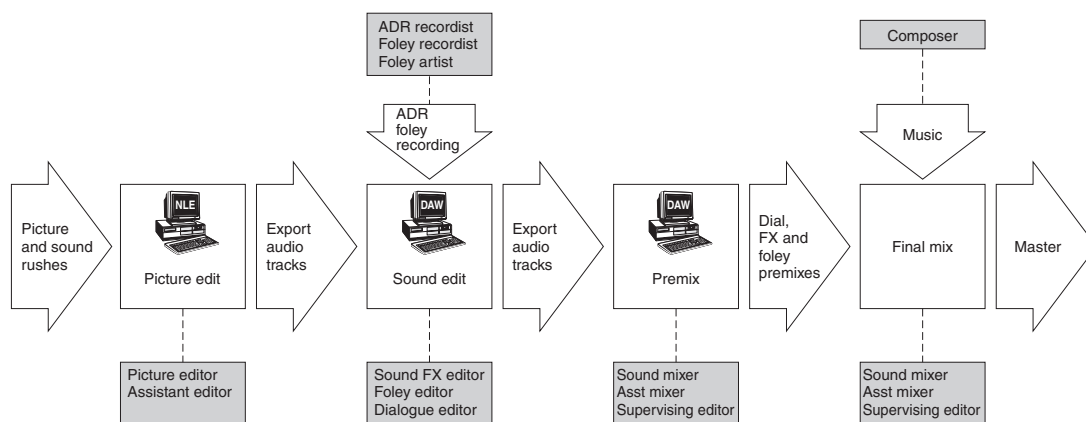 ADR recordist
Foley recordist
Foley artist
Composer
ADR
foley
recording
Music
Picture
and sound
rushes
NLE
Picture edit
Export
audio
tracks
DAW
Sound edit
Export
audio
tracks
DAW
Premix
Dial,
FX and
foley
premixes
Final mix
Master
Picture editor
Assistant editor
Sound FX editor
Foley editor
Dialogue editor
Sound mixer
Asst mixer
Supervising editor
Sound mixer
Asst mixer
Supervising editor